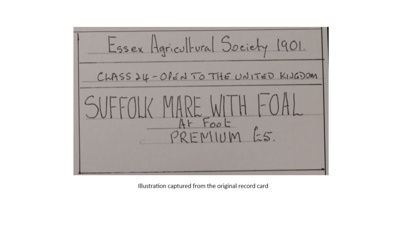 Essex Agricultural Society 1901.
CLASS 24 - OPEN TO THE UNITED KINGDOM
SUFFOLK MARE WITH FOAL
At Foot
PREMIUM £5.
Illustration captured from the original record card